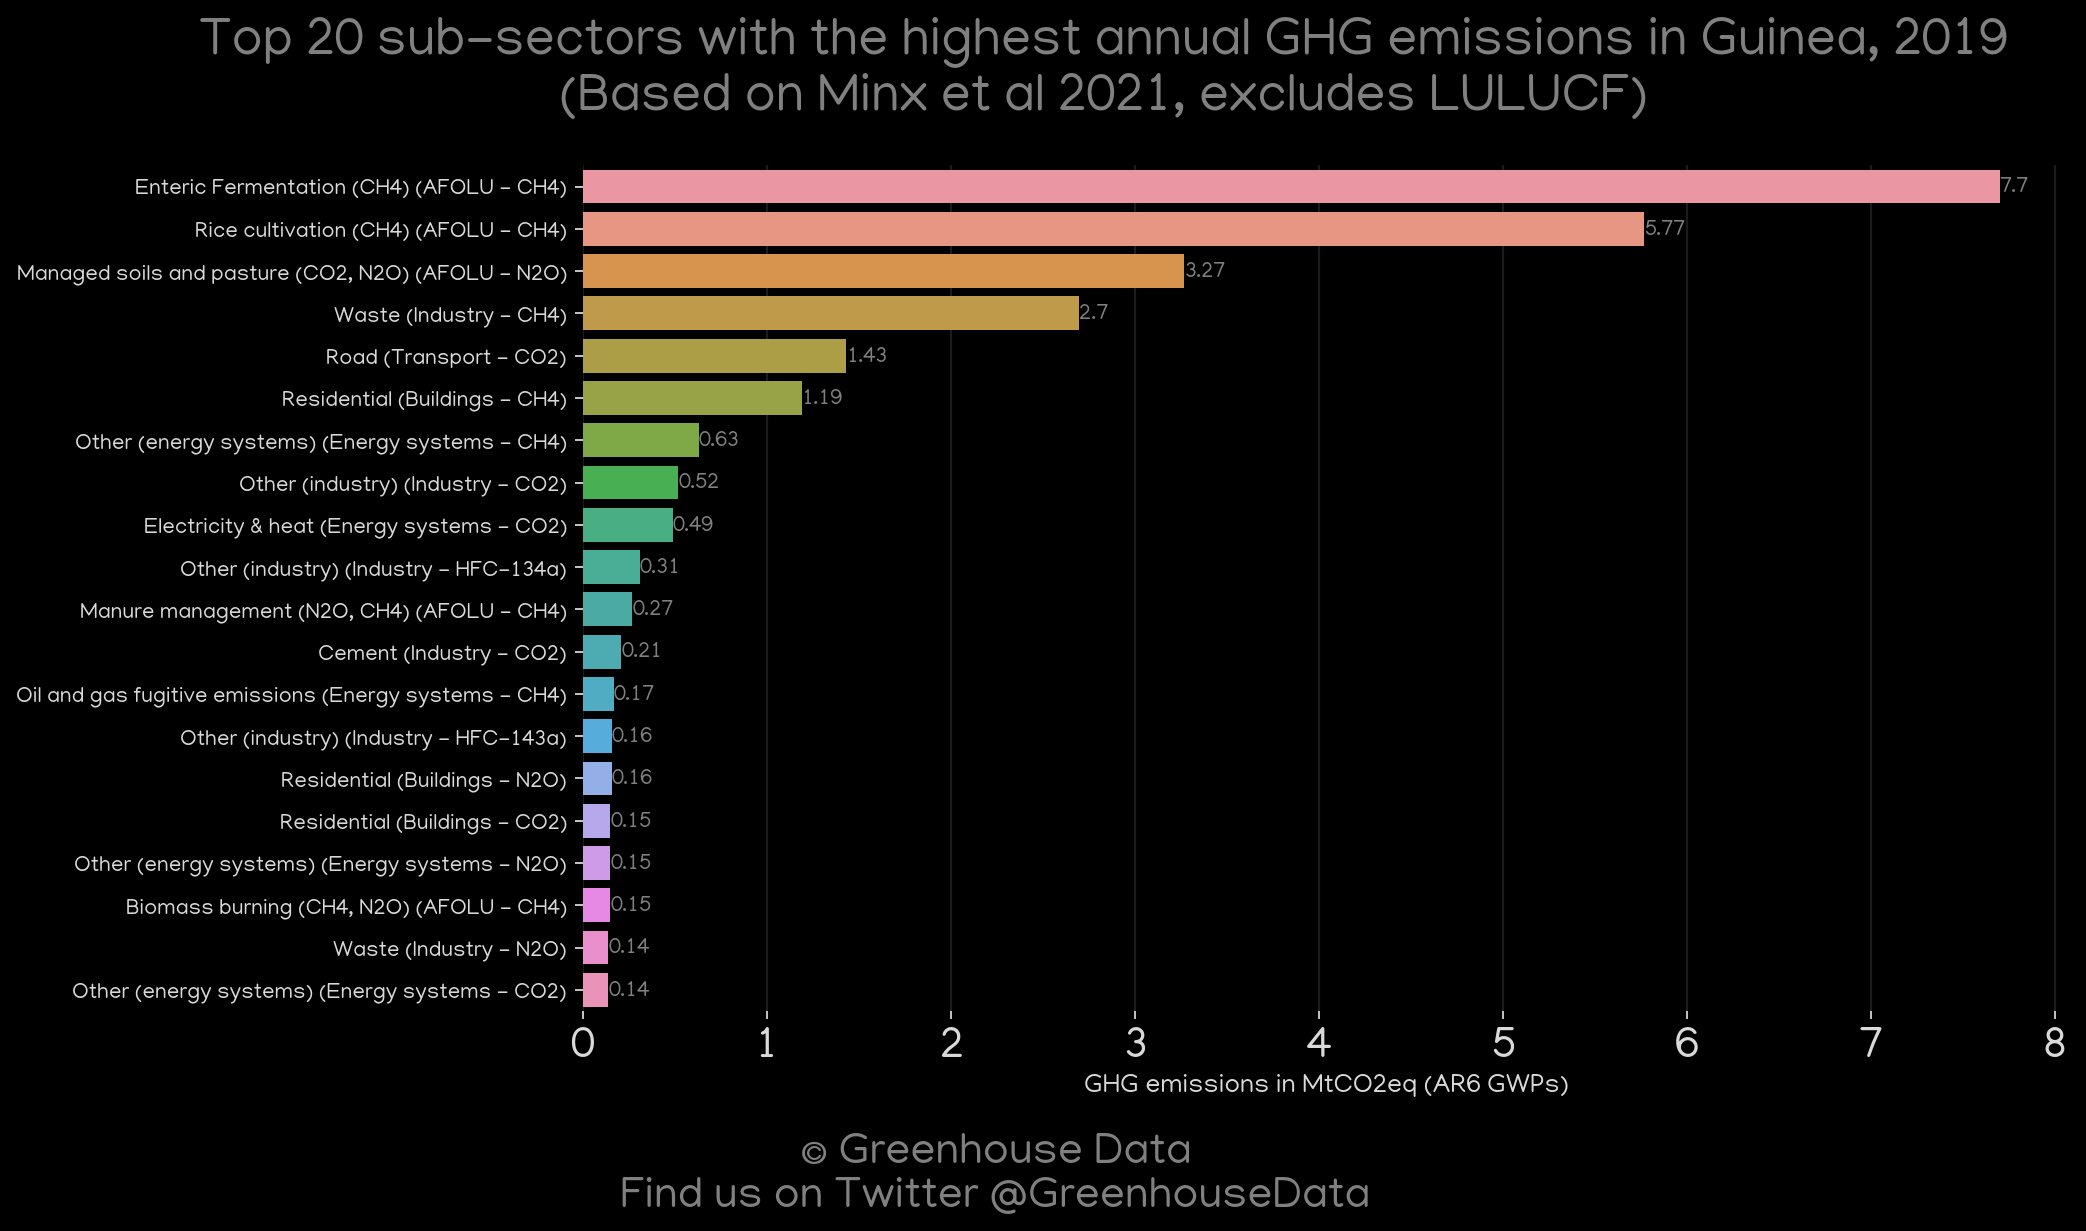 Top 20 sub-sectors with the highest annual GHG emissions in Guinea, 2019
(Based on Minx et al 2021, excludes LULUCF)
Enteric Fermentation (CH4) (AFOLU - CH4) 7.7
Rice cultivation (CH4) (AFOLU - CH4) 5.77
Managed soils and pasture (CO2, N2O) (AFOLU - N2O) 3.27
Waste (Industry - CH4) 2.7
Road (Transport - CO2) 1.43
Residential (Buildings - CH4) 1.19
Other (energy systems) (Energy systems - CH4) 0.63
Other (industry) (Industry - CO2) 0.52
Electricity & heat (Energy systems - CO2) 0.49
Other (industry) (Industry - HFC-134a) 0.31
Manure management (N2O, CH4) (AFOLU - CH4) 0.27
Cement (Industry - CO2) 0.21
Oil and gas fugitive emissions (Energy systems - CH4) 0.17
Other (industry) (Industry - HFC-143a) 0.16
Residential (Buildings - N2O) 0.16
Residential (Buildings - CO2) 0.15
Other (energy systems) (Energy systems - N2O) 0.15
Biomass burning (CH4, N2O) (AFOLU - CH4) 0.15
Waste (Industry - N2O) 0.14
Other (energy systems) (Energy systems - CO2) 0.14
0 1 2 3 4 5 6 7 8
GHG emissions in MtCO2eq (AR6 GWPs)
© Greenhouse Data
Find us on Twitter @GreenhouseData